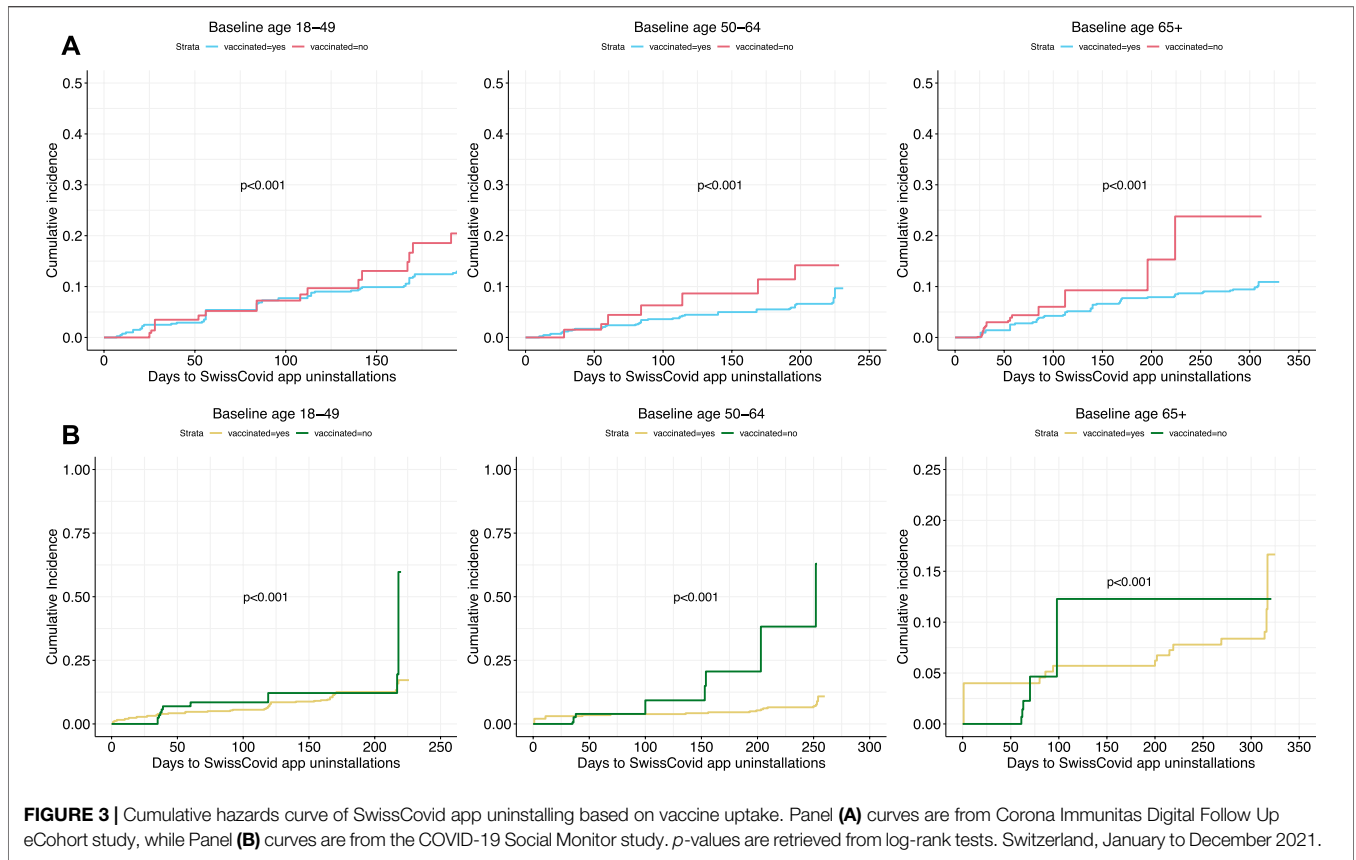 A
Baseline age 18–49
Strata vaccinated=yes vaccinated=no
Cumulative incidence
0.5
0.4
0.3
0.2
0.1
0.0
p<0.001
0 50 100 150
Days to SwissCovid app uninstallations
Baseline age 50–64
Strata vaccinated=yes vaccinated=no
Cumulative incidence
0.5
0.4
0.3
0.2
0.1
0.0
p<0.001
0 50 100 150 200 250
Days to SwissCovid app uninstallations
Baseline age 65+
Strata vaccinated=yes vaccinated=no
Cumulative incidence
0.5
0.4
0.3
0.2
0.1
0.0
p<0.001
0 50 100 150 200 250 300 350
Days to SwissCovid app uninstallations
B
Baseline age 18–49
Strata vaccinated=yes vaccinated=no
Cumulative Incidence
1.00
0.75
0.50
0.25
0.00
p<0.001
0 50 100 150 200 250
Days to SwissCovid app uninstallations
Baseline age 50–64
Strata vaccinated=yes vaccinated=no
Cumulative Incidence
1.00
0.75
0.50
0.25
0.00
p<0.001
0 50 100 150 200 250 300
Days to SwissCovid app uninstallations
Baseline age 65+
Strata vaccinated=yes vaccinated=no
Cumulative Incidence
0.25
0.20
0.15
0.10
0.05
0.00
p<0.001
0 50 100 150 200 250 300 350
Days to SwissCovid app uninstallations
FIGURE 3 | Cumulative hazards curve of SwissCovid app uninstalling based on vaccine uptake. Panel (A) curves are from Corona Immunitas Digital Follow Up
eCohort study, while Panel (B) curves are from the COVID-19 Social Monitor study. p-values are retrieved from log-rank tests. Switzerland, January to December 2021.